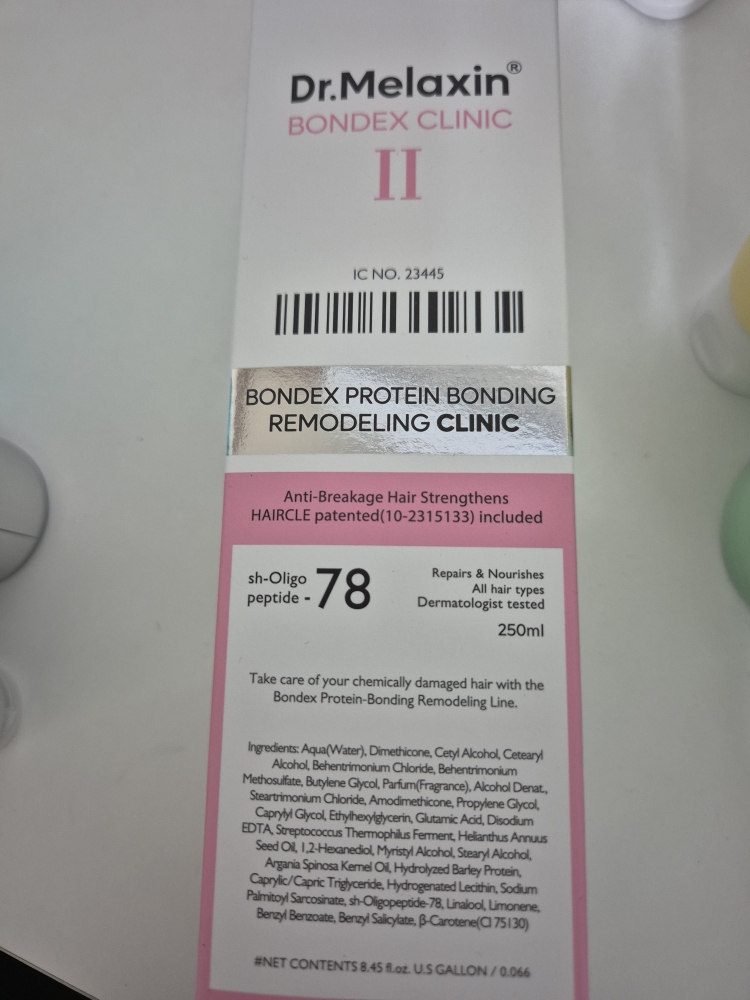 Dr.Melaxin®
BONDEX CLINIC
II
IC NO. 23445
BONDEX PROTEIN BONDING
REMODELING CLINIC
Anti-Breakage Hair Strengthens
HAIRCLE patented(10-2315133) included
sh-Oligo
peptide - 78
Repairs & Nourishes
All hair types
Dermatologist tested
250ml
Take care of your chemically damaged hair with the
Bondex Protein-Bonding Remodeling Line.
Ingredients: Aqua(Water), Dimethicone, Cetyl Alcohol, Cetearyl
Alcohol, Behentrimonium Chloride, Behentrimonium
Methosulfate, Butylene Glycol, Parfum(Fragrance), Alcohol Denat.,
Steartrimonium Chloride, Amodimethicone, Propylene Glycol,
Caprylyl Glycol, Ethylhexylglycerin, Glutamic Acid, Disodium
EDTA, Streptococcus Thermophilus Ferment, Helianthus Annuus
Seed Oil, 1,2-Hexanediol, Myristyl Alcohol, Stearyl Alcohol,
Argania Spinosa Kernel Oil, Hydrolyzed Barley Protein,
Caprylic/Capric Triglyceride, Hydrogenated Lecithin, Sodium
Palmitoyl Sarcosinate, sh-Oligopeptide-78, Linalool, Limonene,
Benzyl Benzoate, Benzyl Salicylate, β-Carotene(CI 75130)
#NET CONTENTS 8.45 fl.oz. U.S GALLON / 0.066